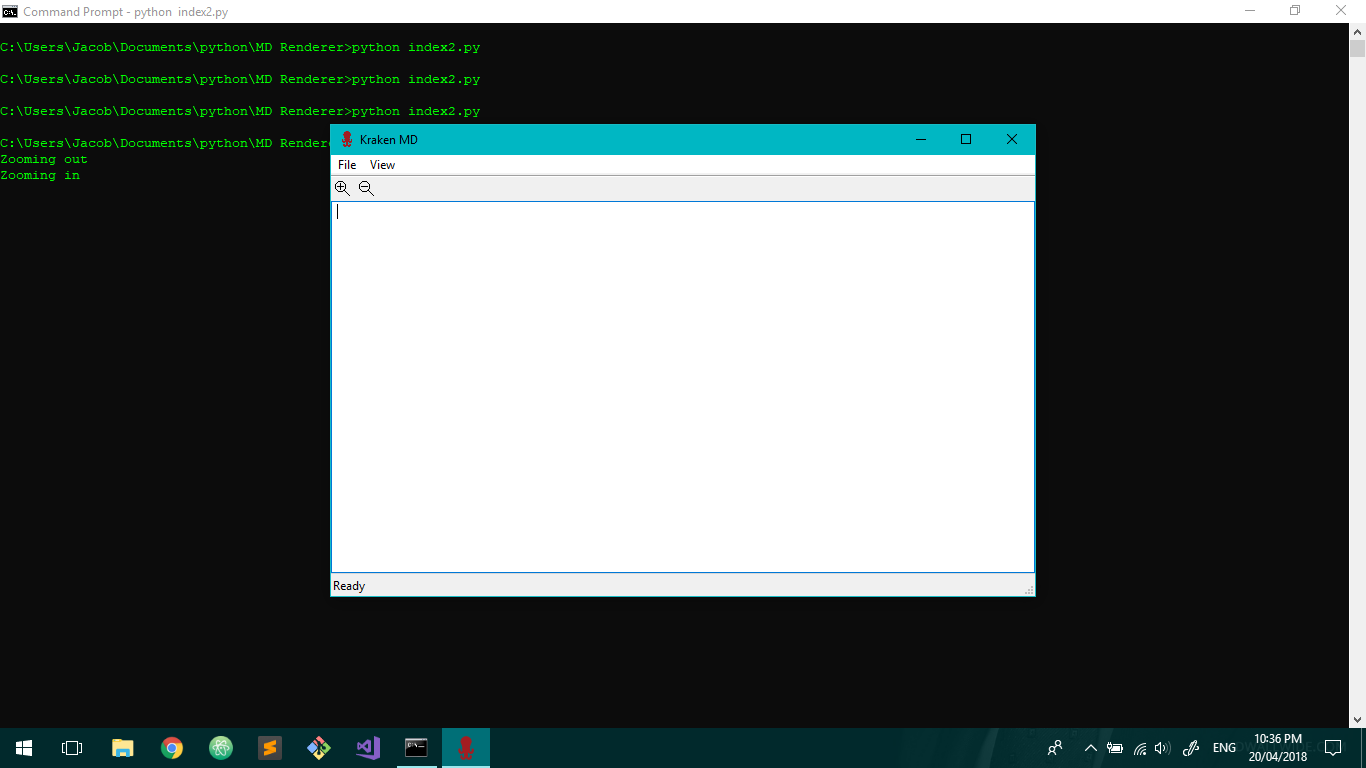 Command Prompt - python  index2.py
C:\Users\Jacob\Documents\python\MD Renderer>python index2.py
C:\Users\Jacob\Documents\python\MD Renderer>python index2.py
C:\Users\Jacob\Documents\python\MD Renderer>python index2.py
C:\Users\Jacob\Documents\python\MD Rendere
Zooming out
Zooming in
Kraken MD
File View
Ready
ENG
10:36 PM
20/04/2018